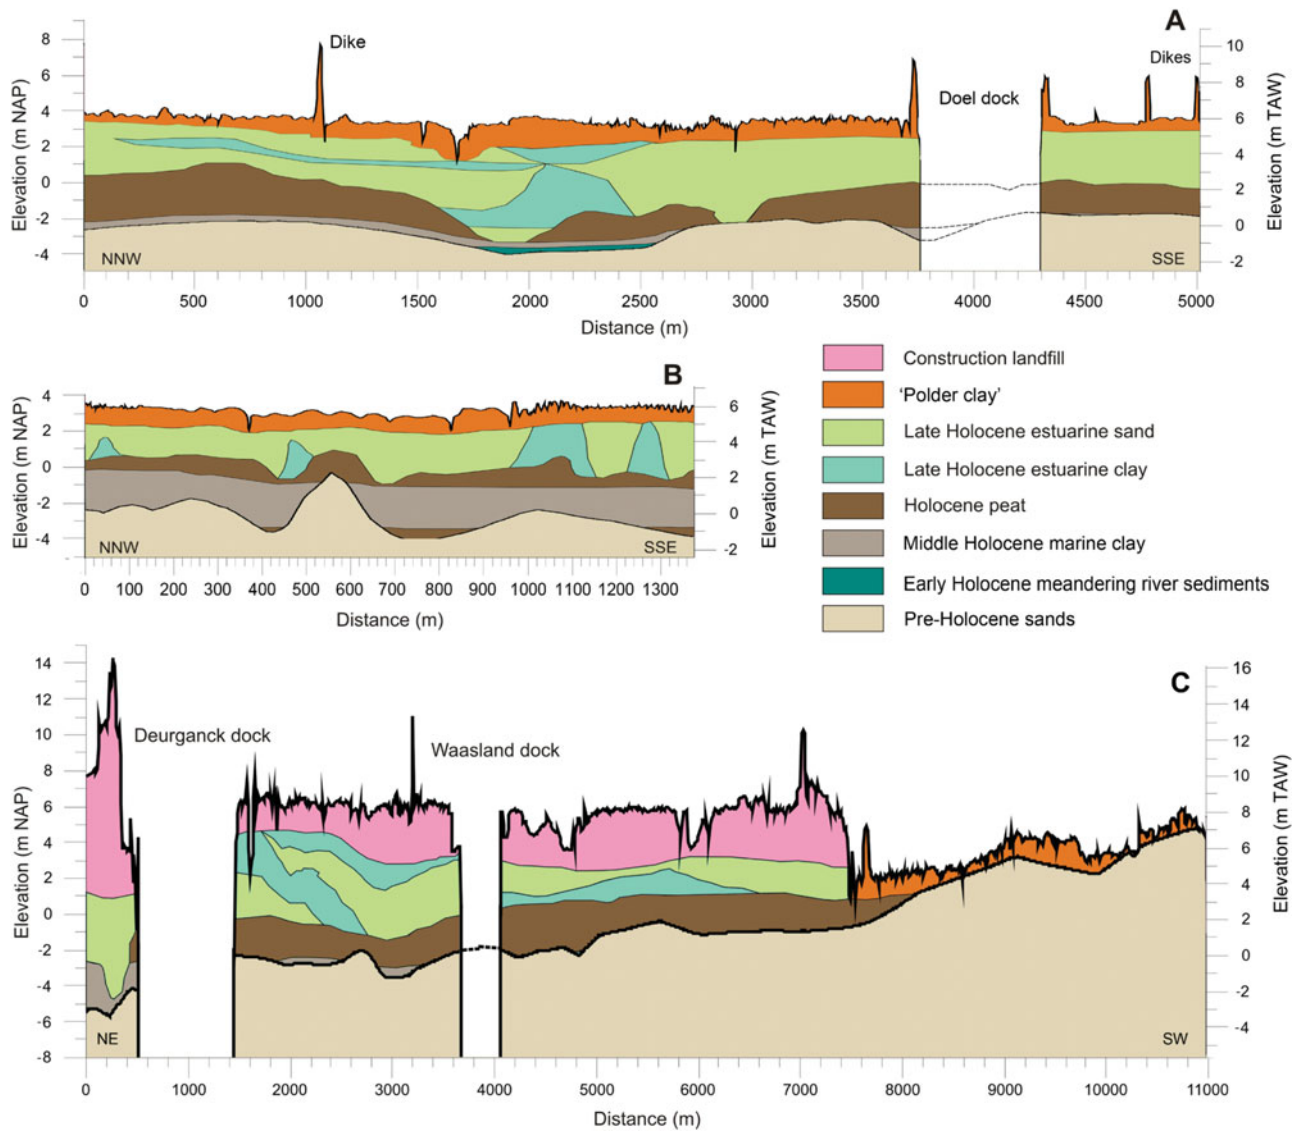 A
Dike
Dikes
Doel dock
Elevation (m NAP)
8
6
4
2
0
-2
-4
Elevation (m TAW)
10
8
6
4
2
0
-2
NNW
SSE
0 500 1000 1500 2000 2500 3000 3500 4000 4500 5000
Distance (m)
B
Elevation (m NAP)
4
2
0
-2
-4
Elevation (m TAW)
6
4
2
0
-2
NNW
SSE
0 100 200 300 400 500 600 700 800 900 1000 1100 1200 1300
Distance (m)
Construction landfill
'Polder clay'
Late Holocene estuarine sand
Late Holocene estuarine clay
Holocene peat
Middle Holocene marine clay
Early Holocene meandering river sediments
Pre-Holocene sands
C
Deurganck dock
Waasland dock
Elevation (m NAP)
14
12
10
8
6
4
2
0
-2
-4
-6
-8
Elevation (m TAW)
16
14
12
10
8
6
4
2
0
-2
-4
NE
SW
0 1000 2000 3000 4000 5000 6000 7000 8000 9000 10000 11000
Distance (m)